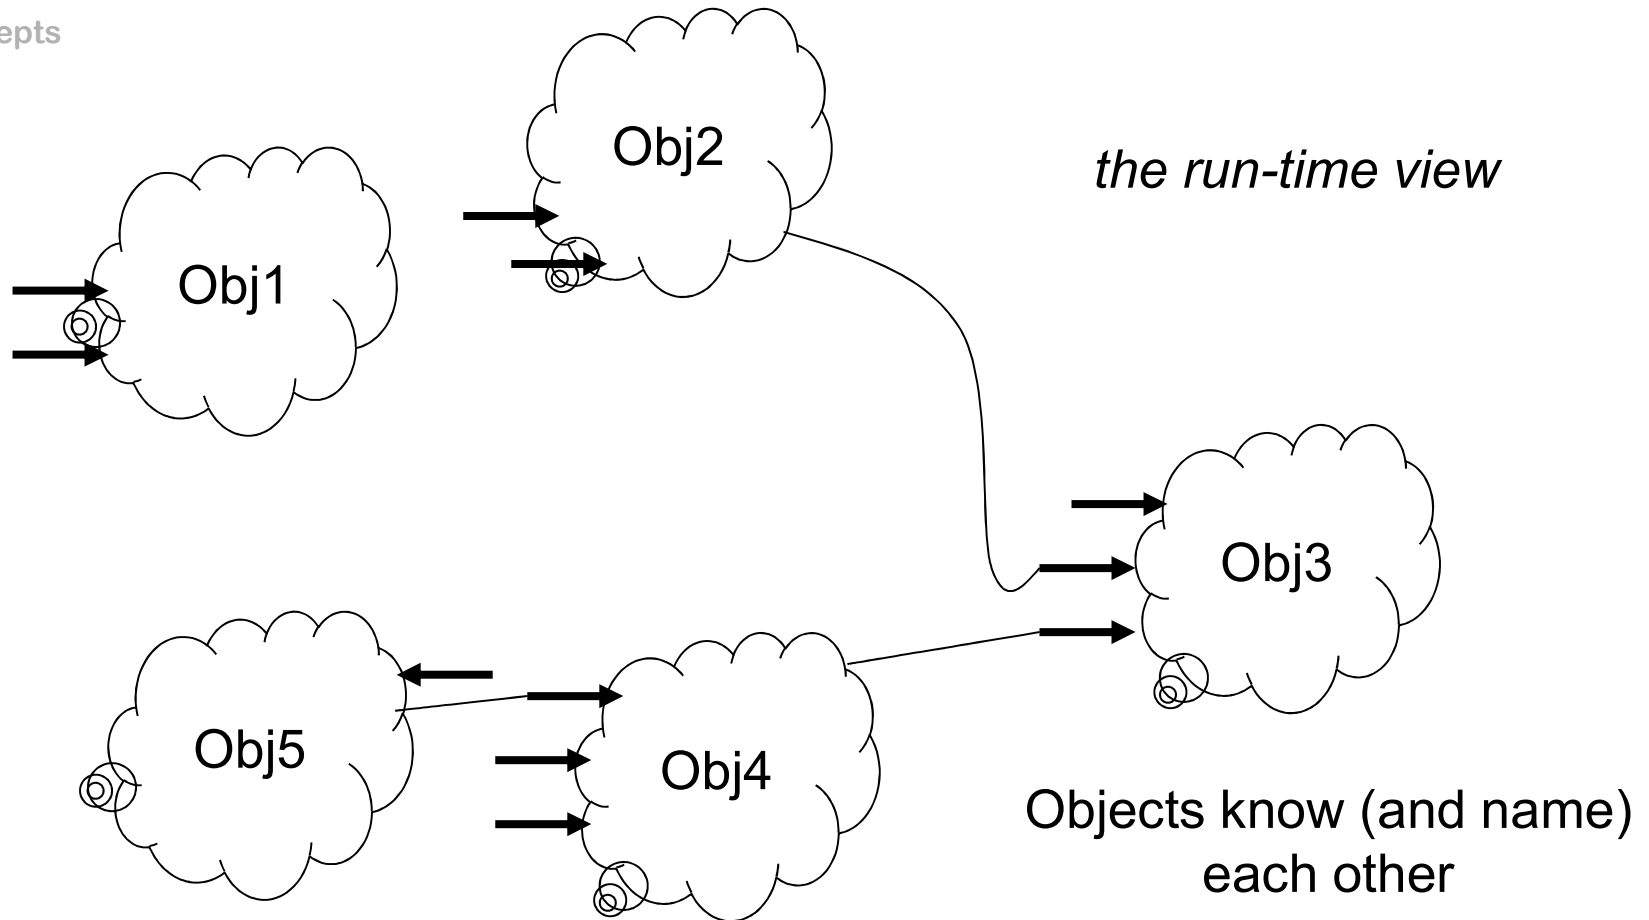 epts
Obj2
the run-time view
Obj1
Obj3
Obj5
Obj4
Objects know (and name)
each other